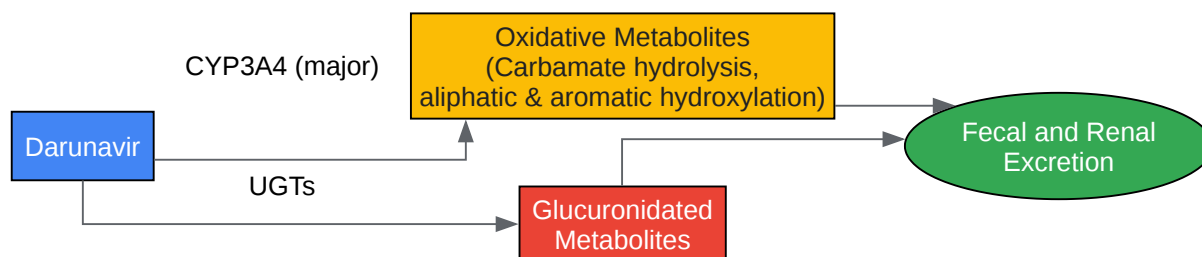 Oxidative Metabolites
(Carbamate hydrolysis,
aliphatic & aromatic hydroxylation)
CYP3A4 (major)
Darunavir
Fecal and Renal
Excretion
UGTs
Glucuronidated
Metabolites